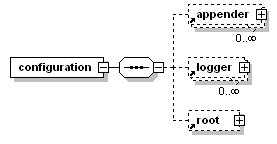 appender
0..∞
configuration
logger
0..∞
root